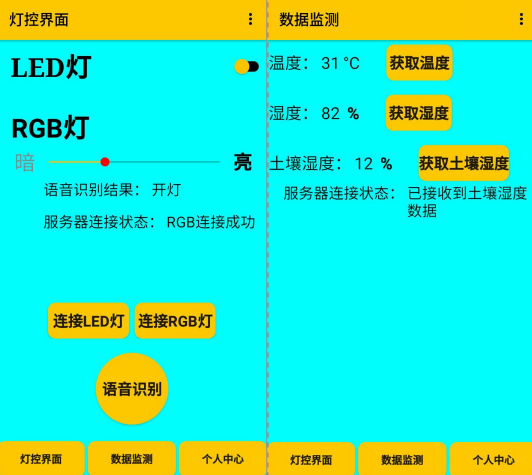 灯控界面
LED灯
RGB灯
暗 亮
语音识别结果： 开灯
服务器连接状态： RGB连接成功
连接LED灯 连接RGB灯
语音识别
灯控界面 数据监测 个人中心
数据监测
温度： 31 °C 获取温度
湿度： 82 % 获取湿度
土壤湿度： 12 % 获取土壤湿度
服务器连接状态： 已接收到土壤湿度
数据
灯控界面 数据监测 个人中心